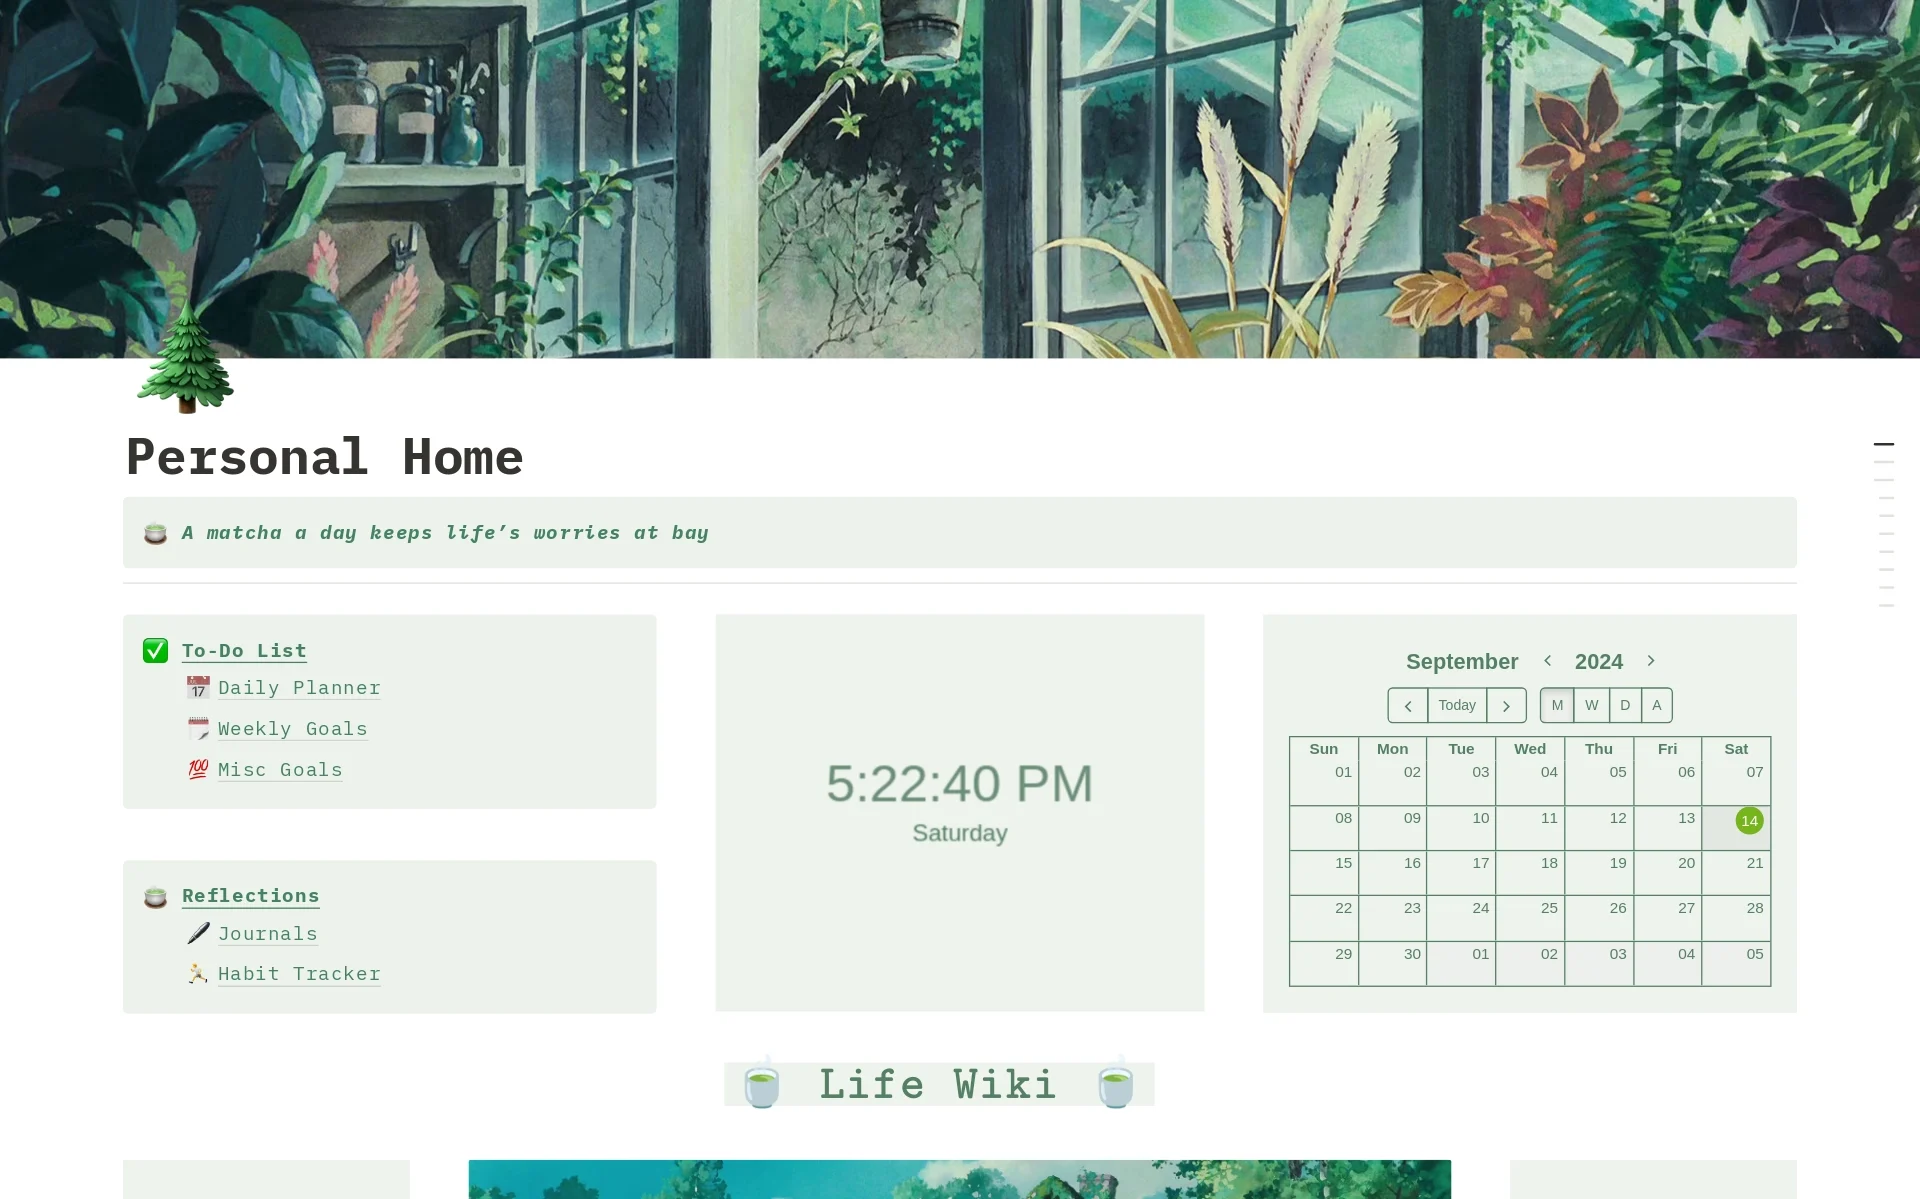 Personal Home
A matcha a day keeps life’s worries at bay
To-Do List
17 Daily Planner
Weekly Goals
💯 Misc Goals
Reflections
Journals
Habit Tracker
5:22:40 PM
Saturday
September 2024
Today M W D A
Sun Mon Tue Wed Thu Fri Sat
01 02 03 04 05 06 07
08 09 10 11 12 13 14
15 16 17 18 19 20 21
22 23 24 25 26 27 28
29 30 01 02 03 04 05
Life Wiki